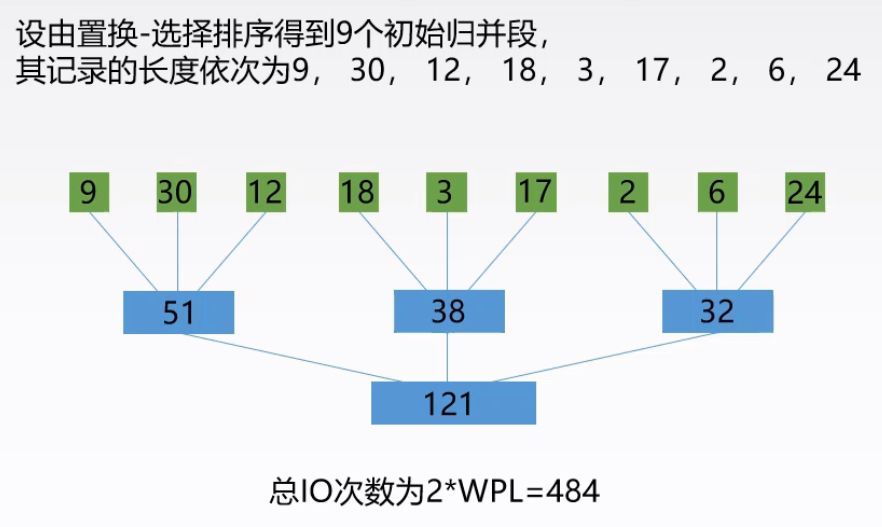 设由置换-选择排序得到9个初始归并段，
其记录的长度依次为9， 30， 12， 18， 3， 17， 2， 6， 24
9 30 12 18 3 17 2 6 24
51 38 32
121
总IO次数为2*WPL=484